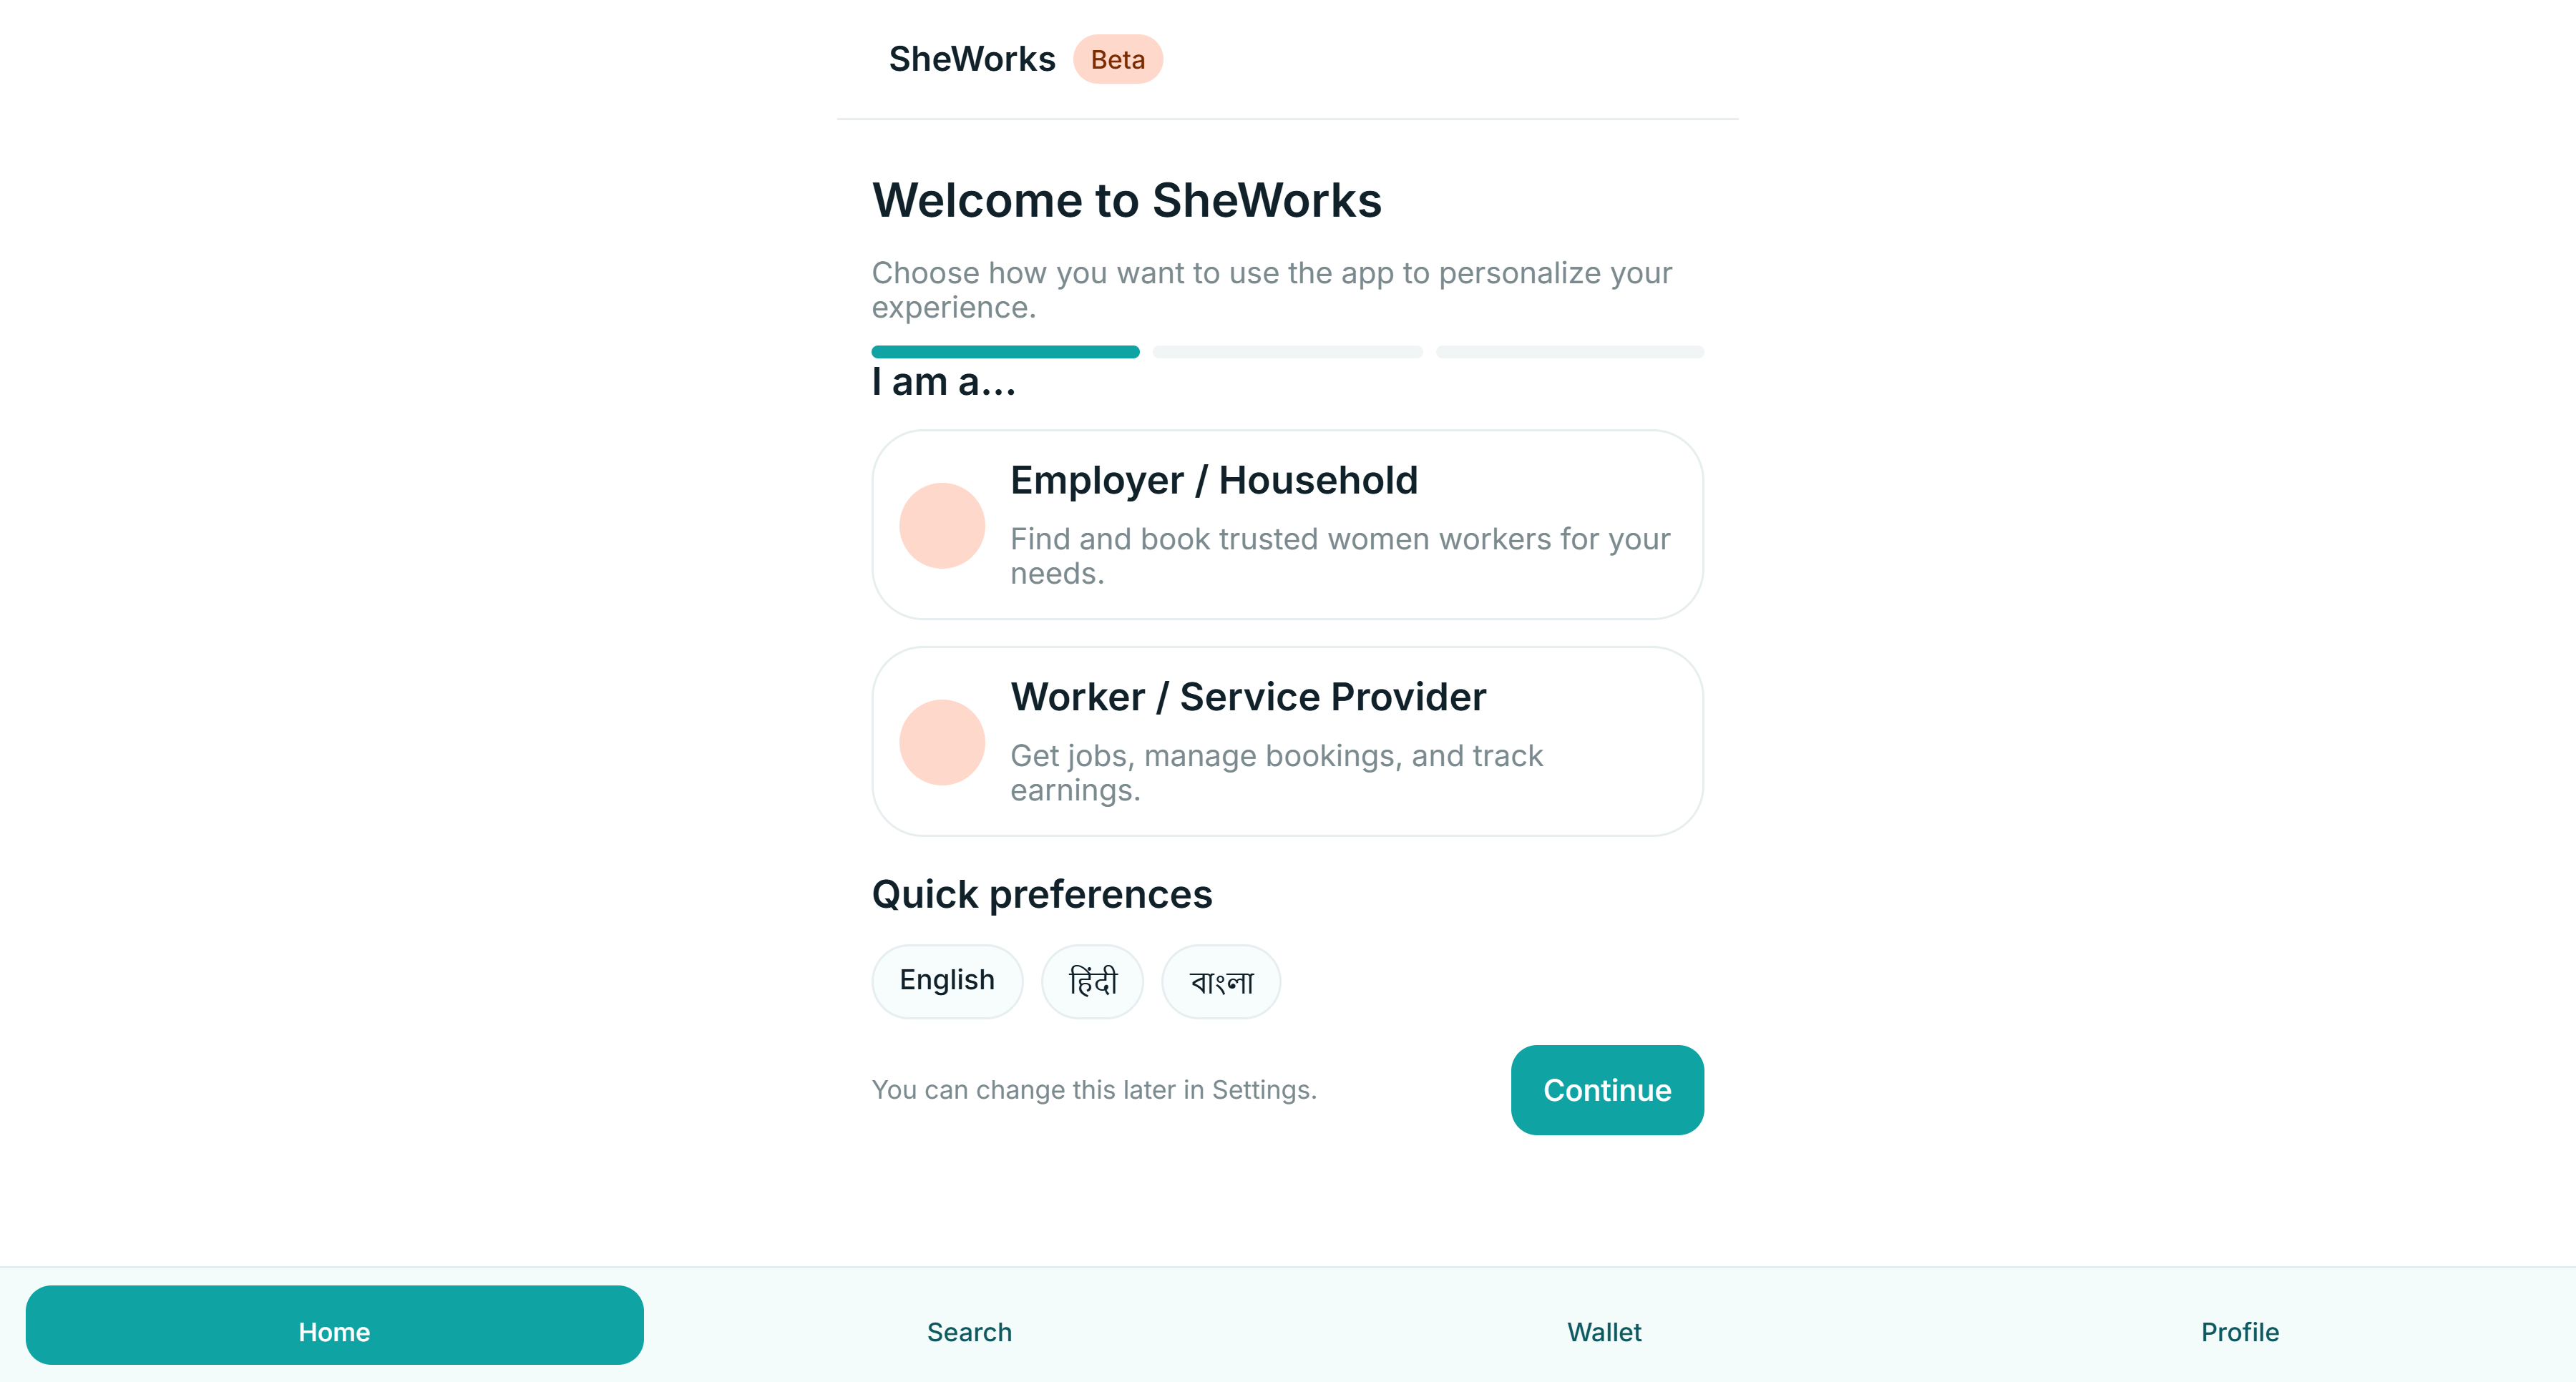 SheWorks Beta
Welcome to SheWorks
Choose how you want to use the app to personalize your
experience.
I am a...
Employer / Household
Find and book trusted women workers for your
needs.
Worker / Service Provider
Get jobs, manage bookings, and track
earnings.
Quick preferences
English हिंदी বাংলা
You can change this later in Settings. Continue
Home Search Wallet Profile